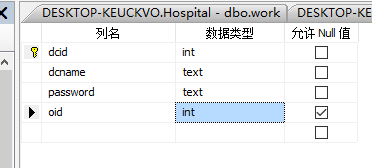 DESKTOP-KEUCKVO.Hospital - dbo.work
DESKTOP-KEUCKV
列名 数据类型 允许 Null 值
dcid int
dcname text
password text
oid int